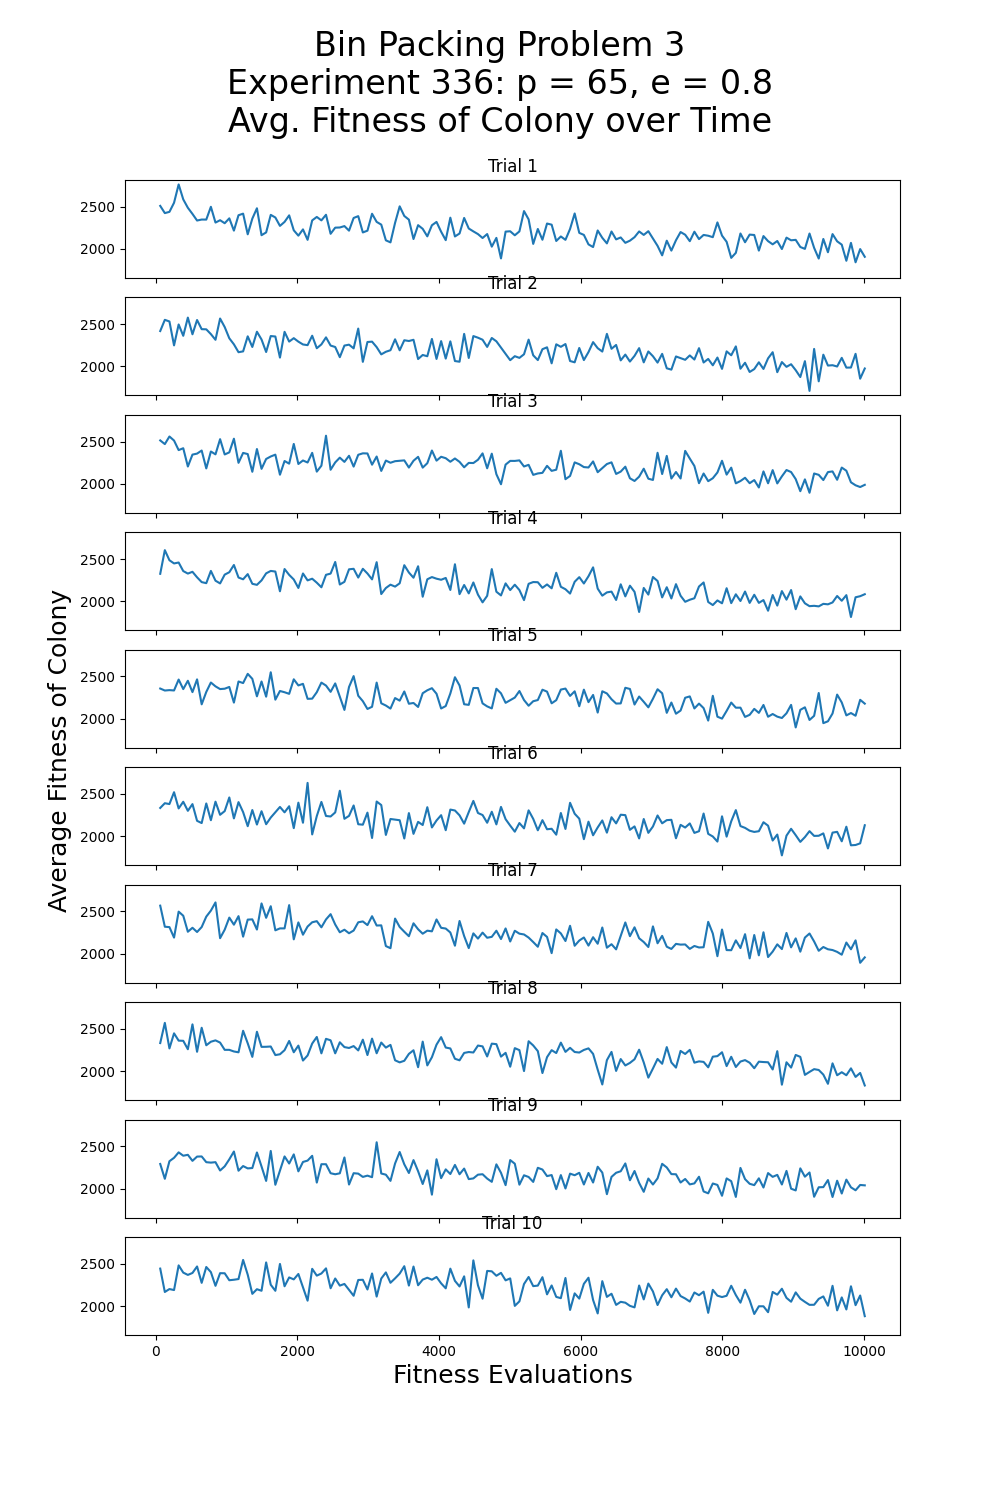 Bin Packing Problem 3
Experiment 336: p = 65, e = 0.8
Avg. Fitness of Colony over Time
Trial 1
2500
2000
Trial 2
2500
2000
Trial 3
2500
2000
Trial 4
2500
2000
Trial 5
2500
2000
Trial 6
2500
2000
Trial 7
2500
2000
Trial 8
2500
2000
Trial 9
2500
2000
Trial 10
2500
2000
0 2000 4000 6000 8000 10000
Fitness Evaluations
Average Fitness of Colony